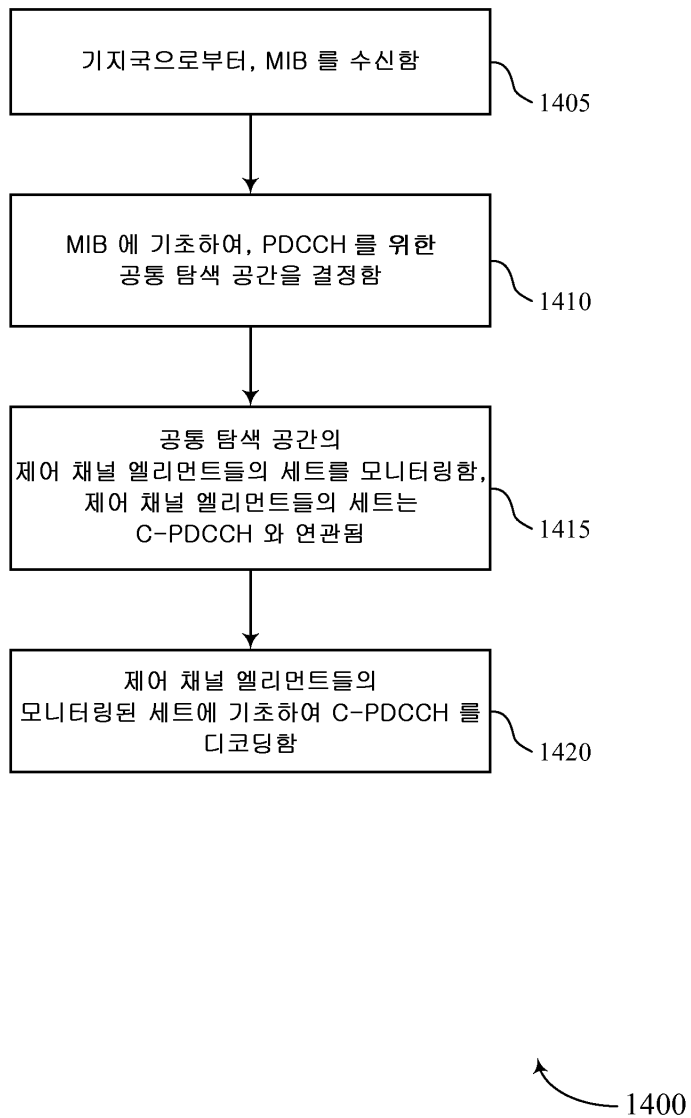 기지국으로부터, MIB 를 수신함
1405
MIB 에 기초하여, PDCCH 를 위한
공통 탐색 공간을 결정함
1410
공통 탐색 공간의
제어 채널 엘리먼트들의 세트를 모니터링함,
제어 채널 엘리먼트들의 세트는
C-PDCCH 와 연관됨
1415
제어 채널 엘리먼트들의
모니터링된 세트에 기초하여 C-PDCCH 를
디코딩함
1420
1400